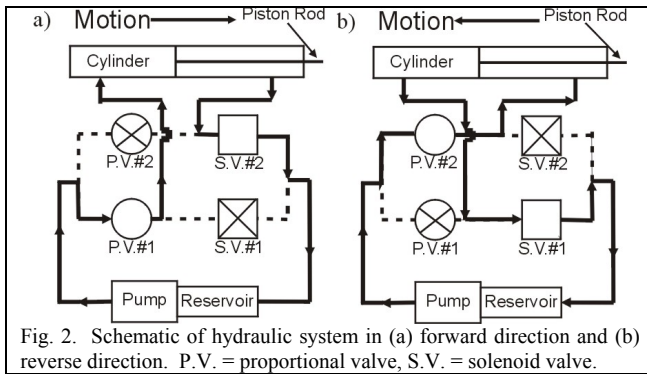 a) Motion Piston Rod
Cylinder
P.V.#2 S.V.#2
P.V.#1 S.V.#1
Pump Reservoir
b) Motion Piston Rod
Cylinder
P.V.#2 S.V.#2
P.V.#1 S.V.#1
Pump Reservoir
Fig. 2. Schematic of hydraulic system in (a) forward direction and (b)
reverse direction. P.V. = proportional valve, S.V. = solenoid valve.